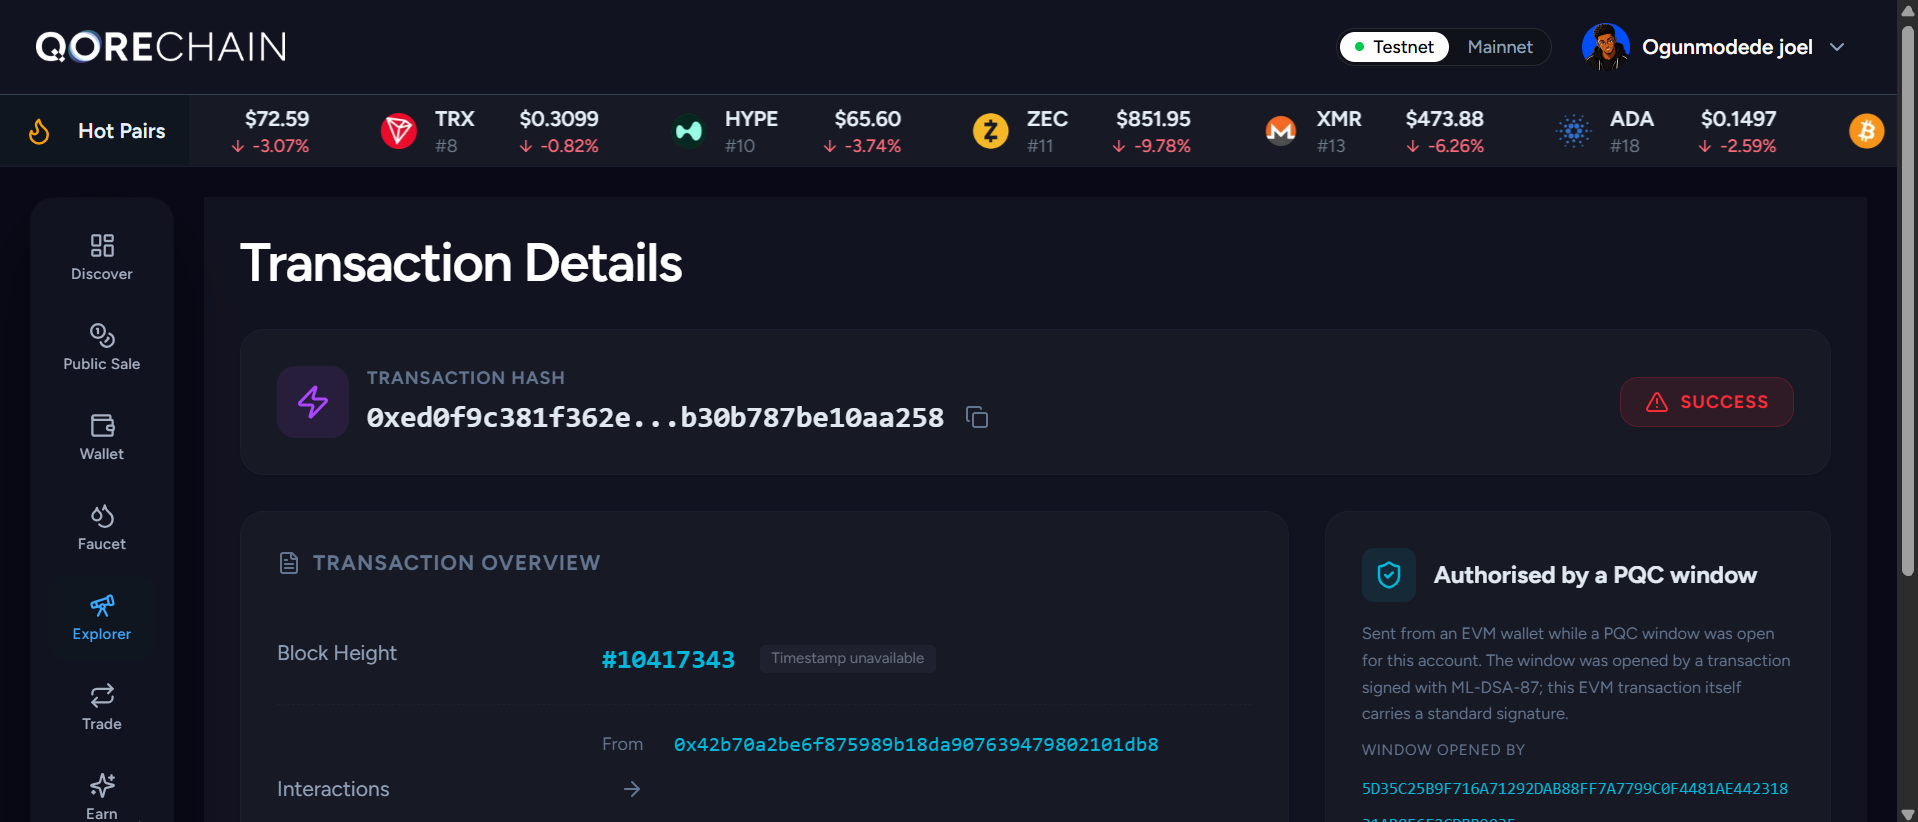 QORECHAIN
Testnet
Mainnet
Ogunmodede joel
Hot Pairs
$72.59
↓ -3.07%
TRX
#8
$0.3099
↓ -0.82%
HYPE
#10
$65.60
↓ -3.74%
ZEC
#11
$851.95
↓ -9.78%
XMR
#13
$473.88
↓ -6.26%
ADA
#18
$0.1497
↓ -2.59%
Discover
Public Sale
Wallet
Faucet
Explorer
Trade
Earn
Transaction Details
TRANSACTION HASH
0xed0f9c381f362e...b30b787be10aa258
SUCCESS
TRANSACTION OVERVIEW
Block Height
#10417343
Timestamp unavailable
From
0x42b70a2be6f875989b18da907639479802101db8
Interactions
→
Authorised by a PQC window
Sent from an EVM wallet while a PQC window was open
for this account. The window was opened by a transaction
signed with ML-DSA-87; this EVM transaction itself
carries a standard signature.
WINDOW OPENED BY
5D35C25B9F716A71292DAB88FF7A7799C0F4481AE442318